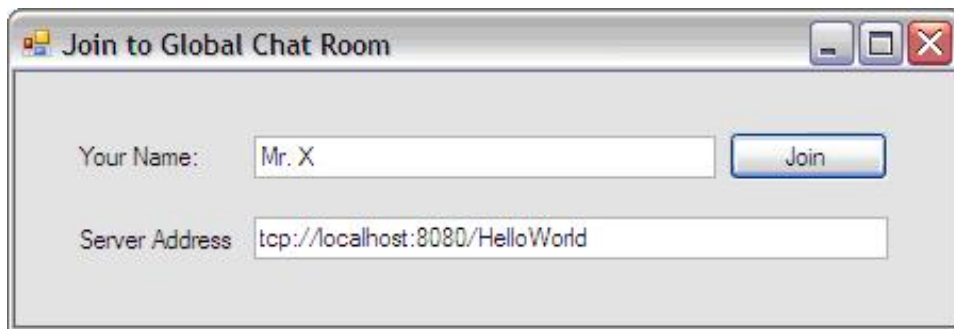 Join to Global Chat Room
Your Name: Mr. X Join
Server Address tcp://localhost:8080/HelloWorld